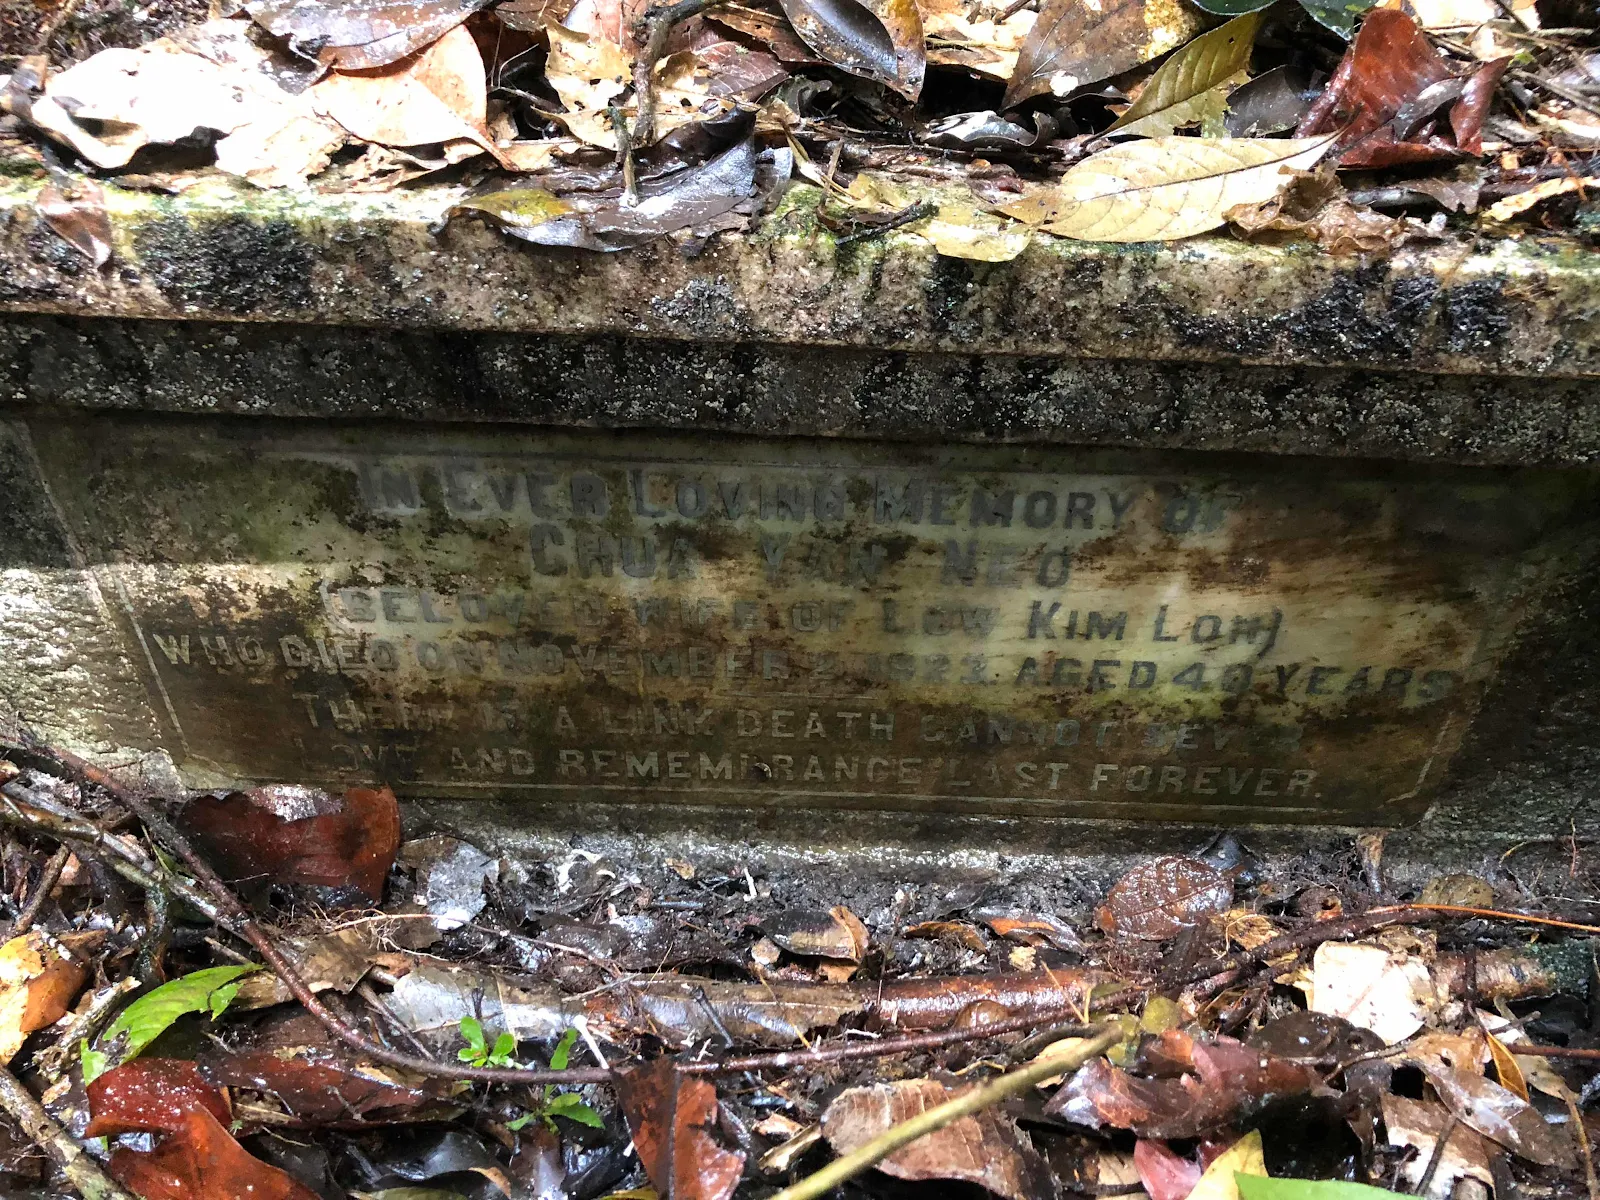 IN EVER LOVING MEMORY OF
CHUA YAN NEO
(BELOVED WIFE OF LOW KIM LOH)
WHO DIED ON NOVEMBER 2 AGED YEARS
THERE IS A LINK DEATH CANNOT SEVER
LOVE AND REMEMBRANCE LAST FOREVER.